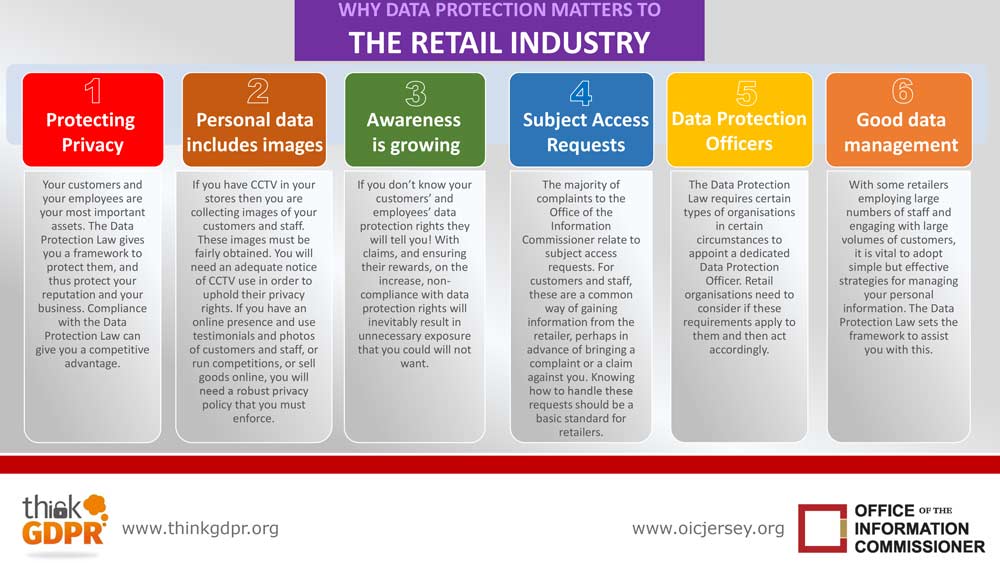 WHY DATA PROTECTION MATTERS TO
THE RETAIL INDUSTRY
1
Protecting
Privacy
Your customers and
your employees are
your most important
assets. The Data
Protection Law gives
you a framework to
protect them, and
thus protect your
reputation and your
business. Compliance
with the Data
Protection Law can
give you a competitive
advantage.
2
Personal data
includes images
If you have CCTV in your
stores then you are
collecting images of your
customers and staff.
These images must be
fairly obtained. You will
need an adequate notice
of CCTV use in order to
uphold their privacy
rights. If you have an
online presence and use
testimonials and photos
of customers and staff, or
run competitions, or sell
goods online, you will
need a robust privacy
policy that you must
enforce.
3
Awareness
is growing
If you don’t know your
customers’ and
employees’ data
protection rights they
will tell you! With
claims, and ensuring
their rewards, on the
increase, non-
compliance with data
protection rights will
inevitably result in
unnecessary exposure
that you could will not
want.
4
Subject Access
Requests
The majority of
complaints to the
Office of the
Information
Commissioner relate to
subject access
requests. For
customers and staff,
these are a common
way of gaining
information from the
retailer, perhaps in
advance of bringing a
complaint or a claim
against you. Knowing
how to handle these
requests should be a
basic standard for
retailers.
5
Data Protection
Officers
The Data Protection
Law requires certain
types of organisations
in certain
circumstances to
appoint a dedicated
Data Protection
Officer. Retail
organisations need to
consider if these
requirements apply to
them and then act
accordingly.
6
Good data
management
With some retailers
employing large
numbers of staff and
engaging with large
volumes of customers,
it is vital to adopt
simple but effective
strategies for managing
your personal
information. The Data
Protection Law sets the
framework to assist
you with this.
think
GDPR
www.thinkgdpr.org
www.oicjersey.org
OFFICE OF THE
INFORMATION
COMMISSIONER